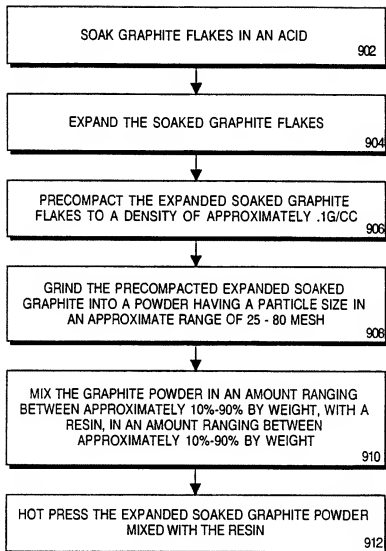 SOAK GRAPHITE FLAKES IN AN ACID
902
EXPAND THE SOAKED GRAPHITE FLAKES
904
PRECOMPACT THE EXPANDED SOAKED GRAPHITE
FLAKES TO A DENSITY OF APPROXIMATELY .1G/CC
906
GRIND THE PRECOMPACTED EXPANDED SOAKED
GRAPHITE INTO A POWDER HAVING A PARTICLE SIZE IN
AN APPROXIMATE RANGE OF 25 - 80 MESH
908
MIX THE GRAPHITE POWDER IN AN AMOUNT RANGING
BETWEEN APPROXIMATELY 10%-90% BY WEIGHT, WITH A
RESIN, IN AN AMOUNT RANGING BETWEEN
APPROXIMATELY 10%-90% BY WEIGHT
910
HOT PRESS THE EXPANDED SOAKED GRAPHITE POWDER
MIXED WITH THE RESIN
912